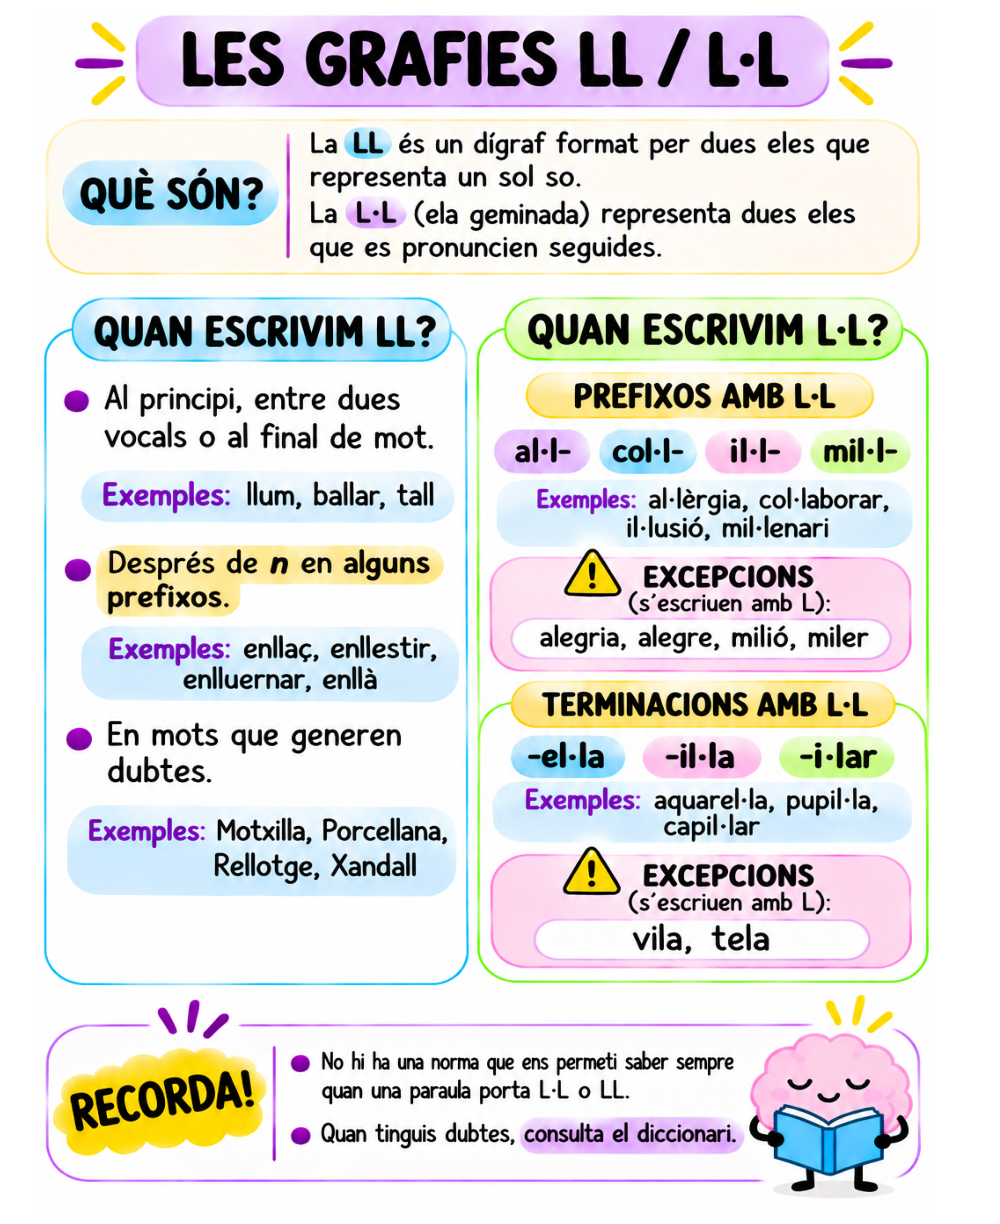 LES GRAFIES LL / L·L
QUÈ SÓN?
La LL és un dígraf format per dues eles que
representa un sol so.
La L·L (ela geminada) representa dues eles
que es pronuncien seguides.
QUAN ESCRIVIM LL?
Al principi, entre dues
vocals o al final de mot.
Exemples: llum, ballar, tall
Després de n en alguns
prefixos.
Exemples: enllaç, enllestir,
enlluernar, enllà
En mots que generen
dubtes.
Exemples: Motxilla, Porcellana,
Rellotge, Xandall
QUAN ESCRIVIM L·L?
PREFIXOS AMB L·L
al·l- col·l- il·l- mil·l-
Exemples: al·lèrgia, col·laborar,
il·lusió, mil·lenari
EXCEPCIONS
(s'escriuen amb L):
alegria, alegre, milió, miler
TERMINACIONS AMB L·L
-el·la -il·la -i·lar
Exemples: aquarel·la, pupil·la,
capil·lar
EXCEPCIONS
(s'escriuen amb L):
vila, tela
RECORDA!
No hi ha una norma que ens permeti saber sempre
quan una paraula porta L·L o LL.
Quan tinguis dubtes, consulta el diccionari.